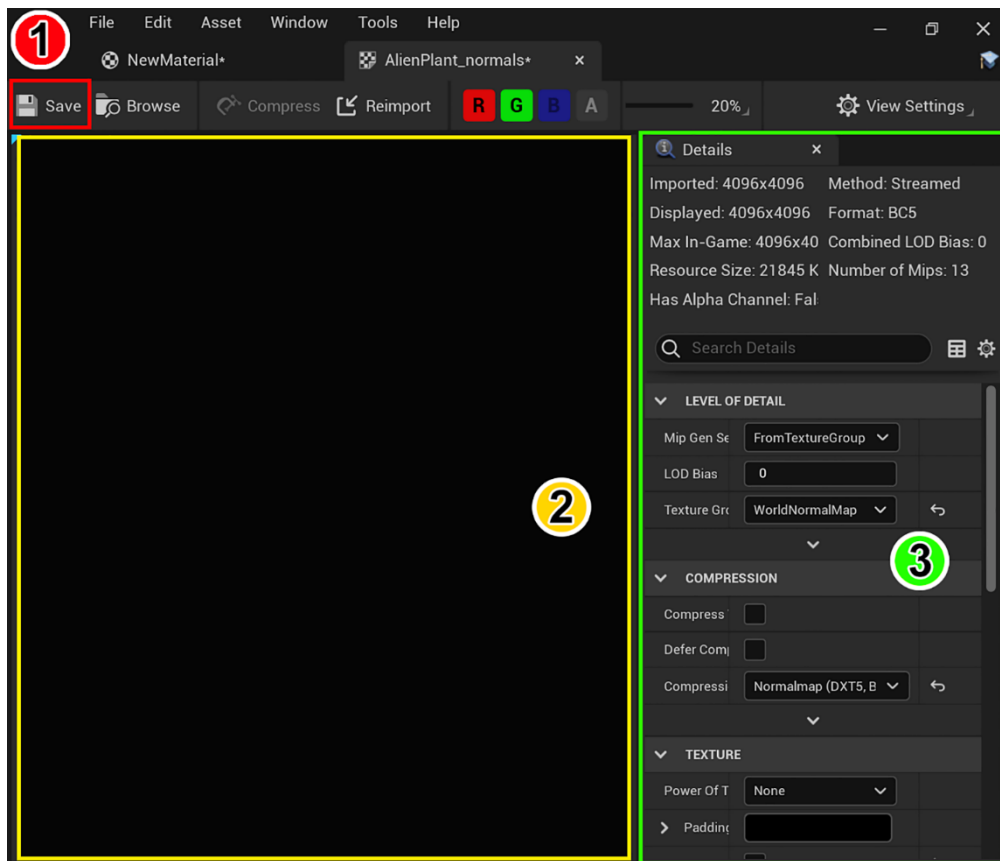 1
File Edit Asset Window Tools Help
NewMaterial*
AlienPlant_normals*
Save Browse Compress Reimport R G B A 20% View Settings
Details
Imported: 4096x4096 Method: Streamed
Displayed: 4096x4096 Format: BC5
Max In-Game: 4096x40 Combined LOD Bias: 0
Resource Size: 21845 K Number of Mips: 13
Has Alpha Channel: Fal
Search Details
LEVEL OF DETAIL
Mip Gen Se FromTextureGroup
LOD Bias 0
Texture Gro WorldNormalMap
2
3
COMPRESSION
Compress
Defer Comp
Compressi Normalmap (DXT5, B
TEXTURE
Power Of T None
Padding